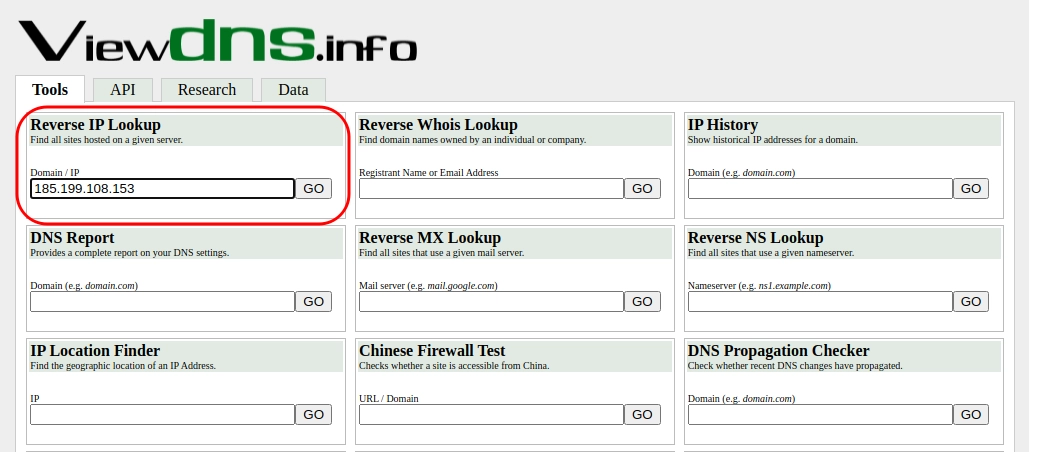 Viewdns.info
Tools API Research Data
Reverse IP Lookup
Find all sites hosted on a given server.
Domain / IP
185.199.108.153 GO
Reverse Whois Lookup
Find domain names owned by an individual or company.
Registrant Name or Email Address
GO
IP History
Show historical IP addresses for a domain.
Domain (e.g. domain.com)
GO
DNS Report
Provides a complete report on your DNS settings.
Domain (e.g. domain.com)
GO
Reverse MX Lookup
Find all sites that use a given mail server.
Mail server (e.g. mail.google.com)
GO
Reverse NS Lookup
Find all sites that use a given nameserver.
Nameserver (e.g. ns1.example.com)
GO
IP Location Finder
Find the geographic location of an IP Address.
IP
GO
Chinese Firewall Test
Checks whether a site is accessible from China.
URL / Domain
GO
DNS Propagation Checker
Check whether recent DNS changes have propagated.
Domain (e.g. domain.com)
GO